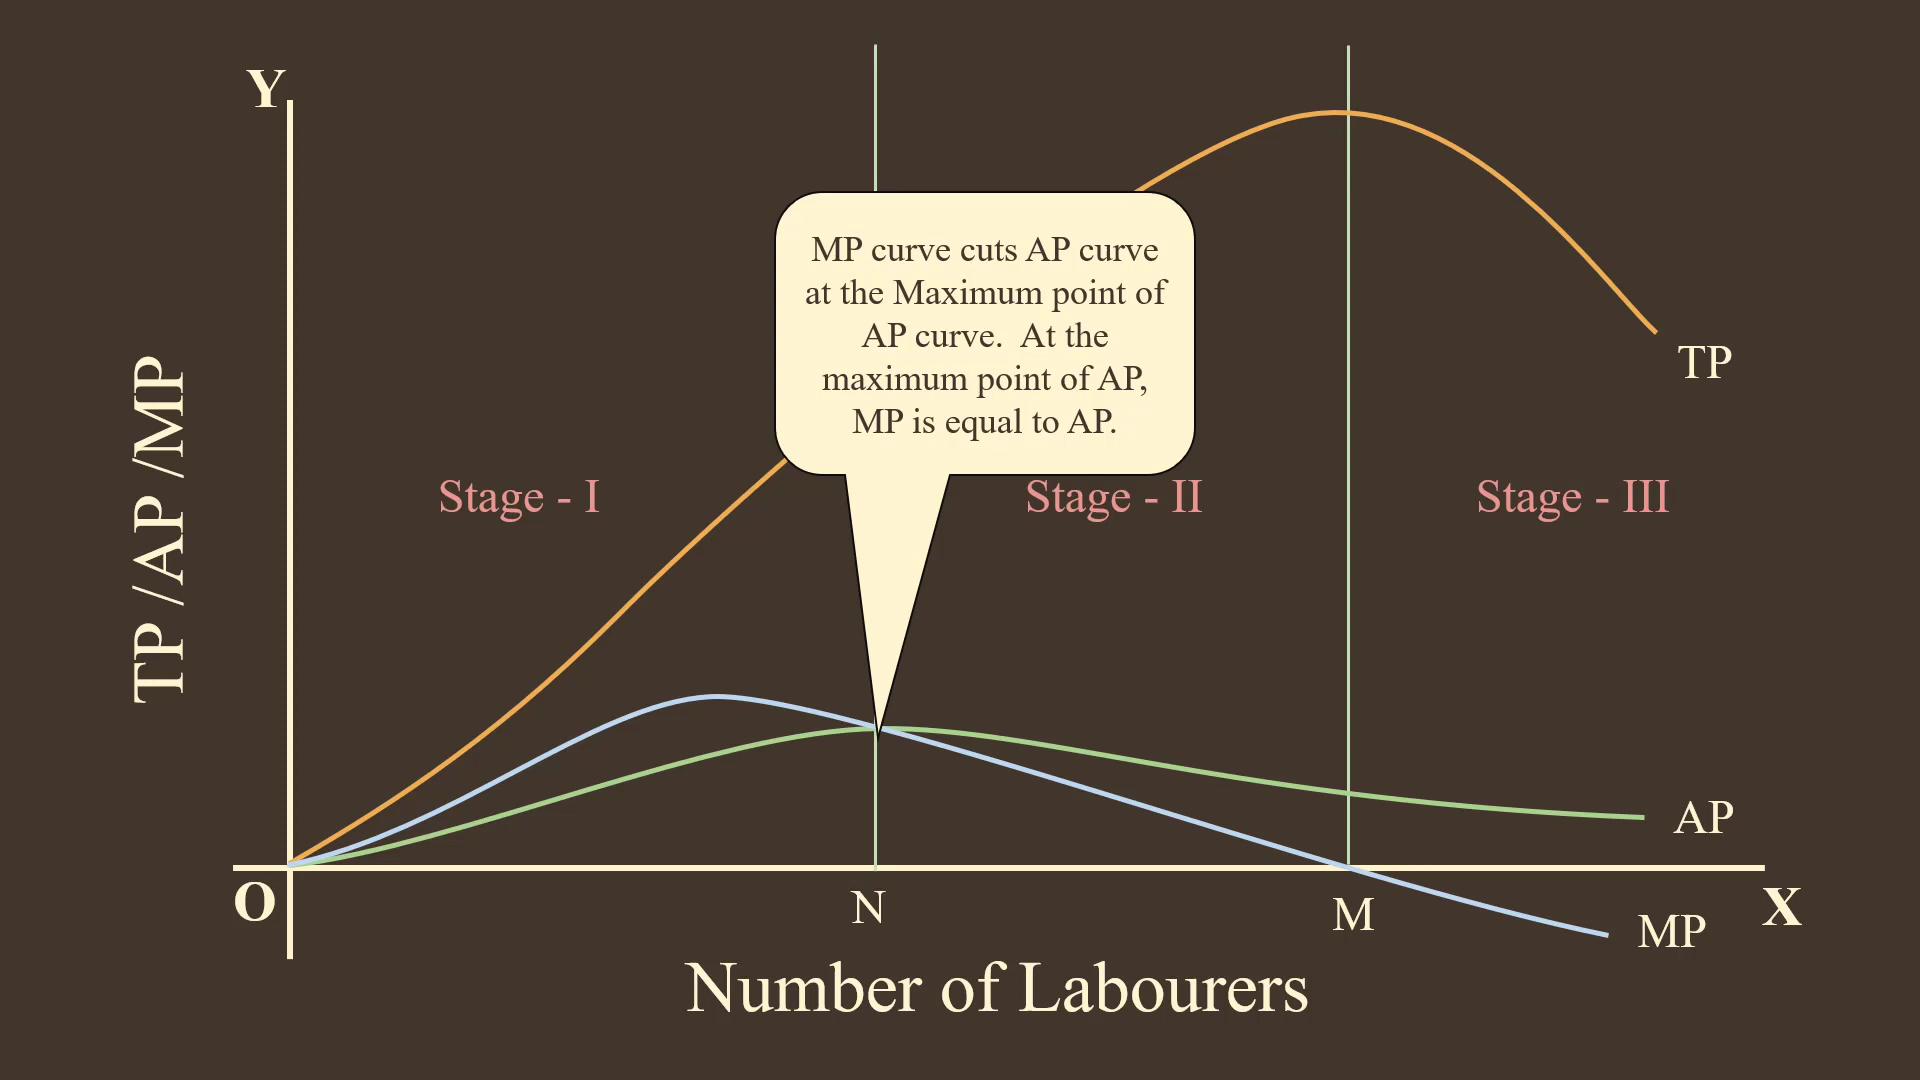 Y
MP curve cuts AP curve
at the Maximum point of
AP curve.  At the
maximum point of AP,
MP is equal to AP.
TP
TP /AP /MP
Stage - I
Stage - II
Stage - III
AP
O
N
M
X
MP
Number of Labourers